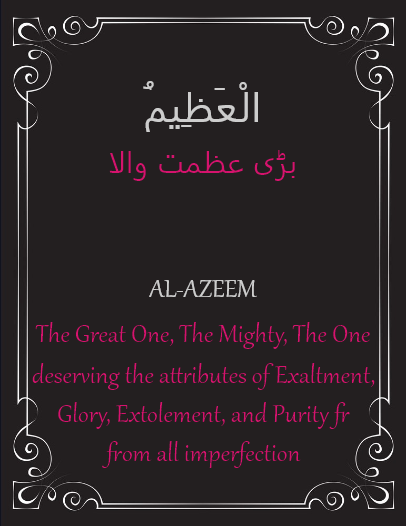 الْعَظِيمُ
بڑی عظمت والا
AL-AZEEM
The Great One, The Mighty, The One
deserving the attributes of Exaltment,
Glory, Extolement, and Purity fr
from all imperfection